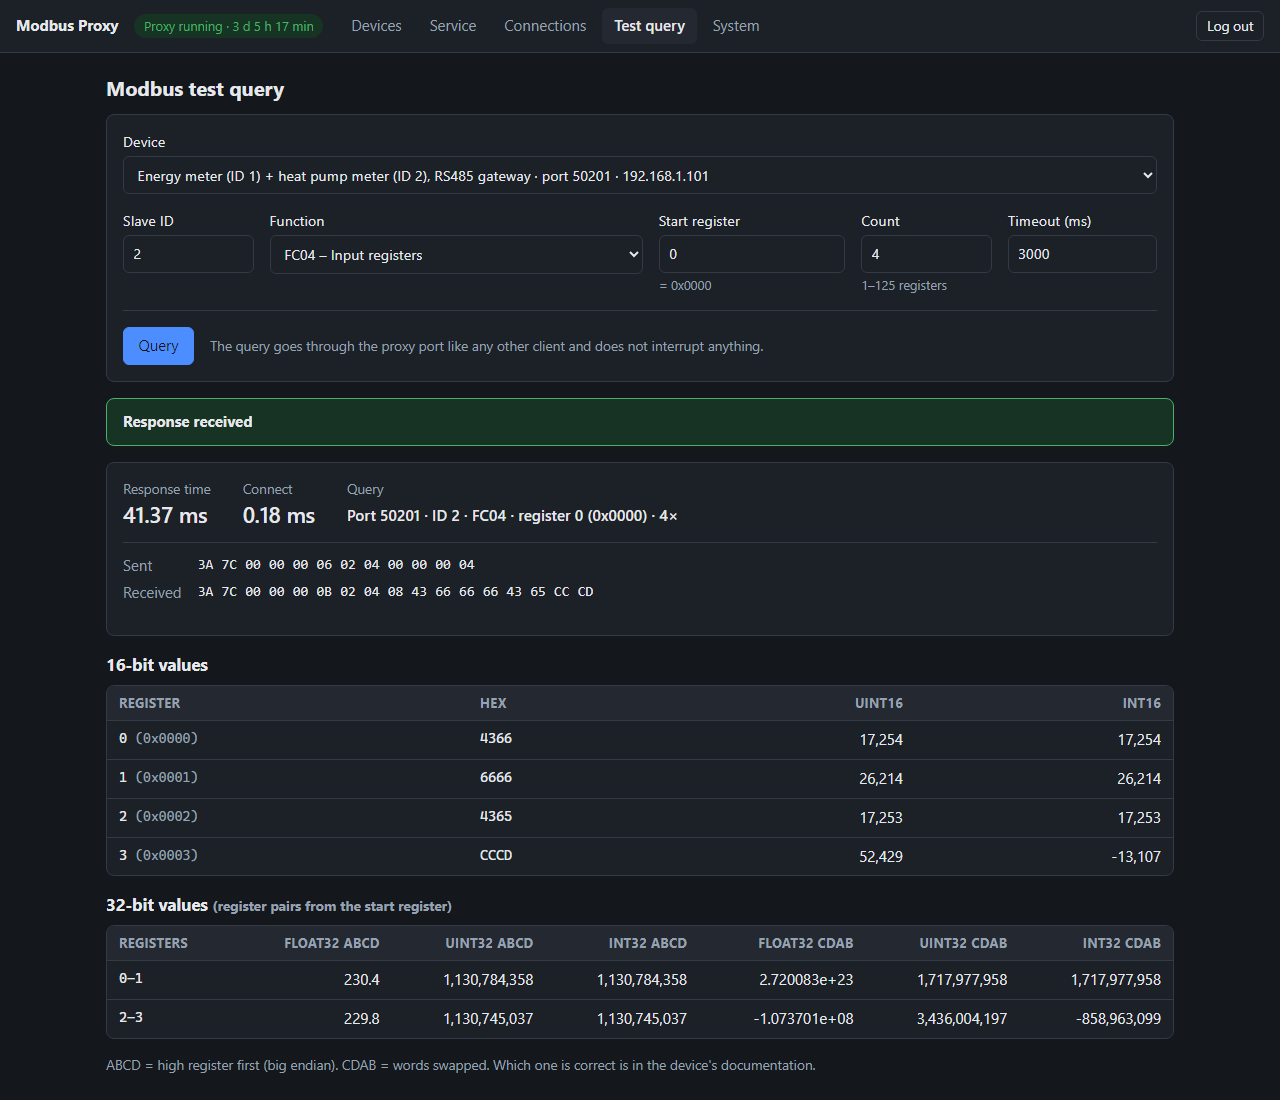 Modbus Proxy
Proxy running · 3 d 5 h 17 min
Devices
Service
Connections
Test query
System
Log out
Modbus test query
Device
Energy meter (ID 1) + heat pump meter (ID 2), RS485 gateway · port 50201 · 192.168.1.101
Slave ID Function Start register Count Timeout (ms)
2 FC04 – Input registers 0 4 3000
= 0x0000 1–125 registers
Query The query goes through the proxy port like any other client and does not interrupt anything.
Response received
Response time Connect Query
41.37 ms 0.18 ms Port 50201 · ID 2 · FC04 · register 0 (0x0000) · 4×
Sent 3A 7C 00 00 00 06 02 04 00 00 00 04
Received 3A 7C 00 00 00 0B 02 04 08 43 66 66 66 43 65 CC CD
16-bit values
REGISTER HEX UINT16 INT16
0 (0x0000) 4366 17,254 17,254
1 (0x0001) 6666 26,214 26,214
2 (0x0002) 4365 17,253 17,253
3 (0x0003) CCCD 52,429 -13,107
32-bit values (register pairs from the start register)
REGISTERS FLOAT32 ABCD UINT32 ABCD INT32 ABCD FLOAT32 CDAB UINT32 CDAB INT32 CDAB
0–1 230.4 1,130,784,358 1,130,784,358 2.720083e+23 1,717,977,958 1,717,977,958
2–3 229.8 1,130,745,037 1,130,745,037 -1.073701e+08 3,436,004,197 -858,963,099
ABCD = high register first (big endian). CDAB = words swapped. Which one is correct is in the device's documentation.